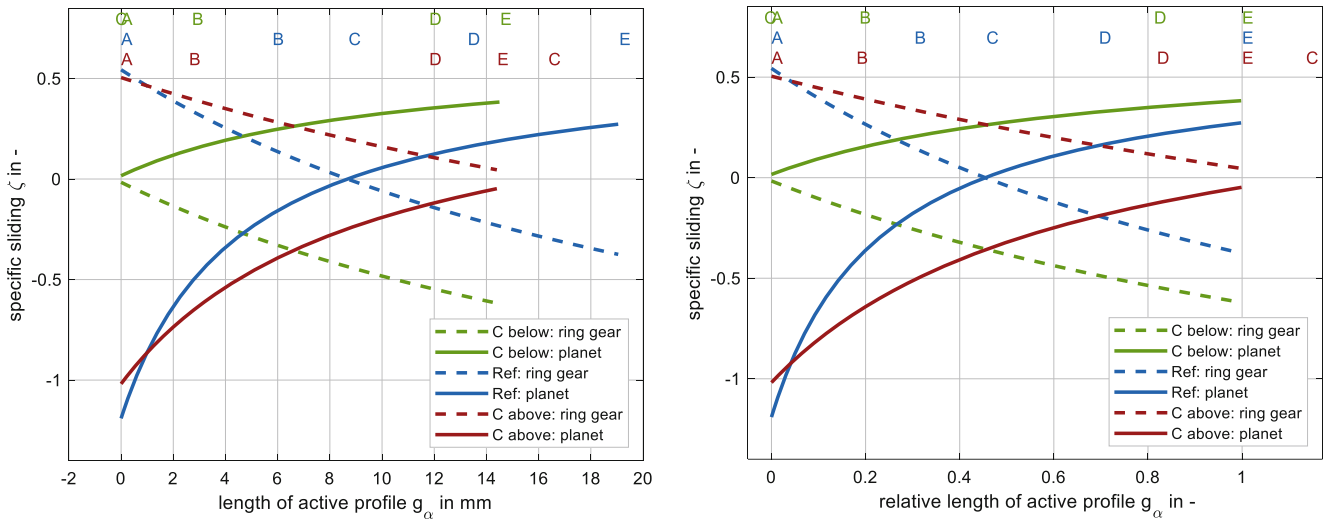 C A B D E
A B C D E
A B D E C
0.5
0
-0.5
-1
specific sliding ζ in -
C below: ring gear
C below: planet
Ref: ring gear
Ref: planet
C above: ring gear
C above: planet
-2 0 2 4 6 8 10 12 14 16 18 20
length of active profile gα in mm
C A B D E
A B C D E
A B D E C
0.5
0
-0.5
-1
specific sliding ζ in -
C below: ring gear
C below: planet
Ref: ring gear
Ref: planet
C above: ring gear
C above: planet
0 0.2 0.4 0.6 0.8 1
relative length of active profile gα in -